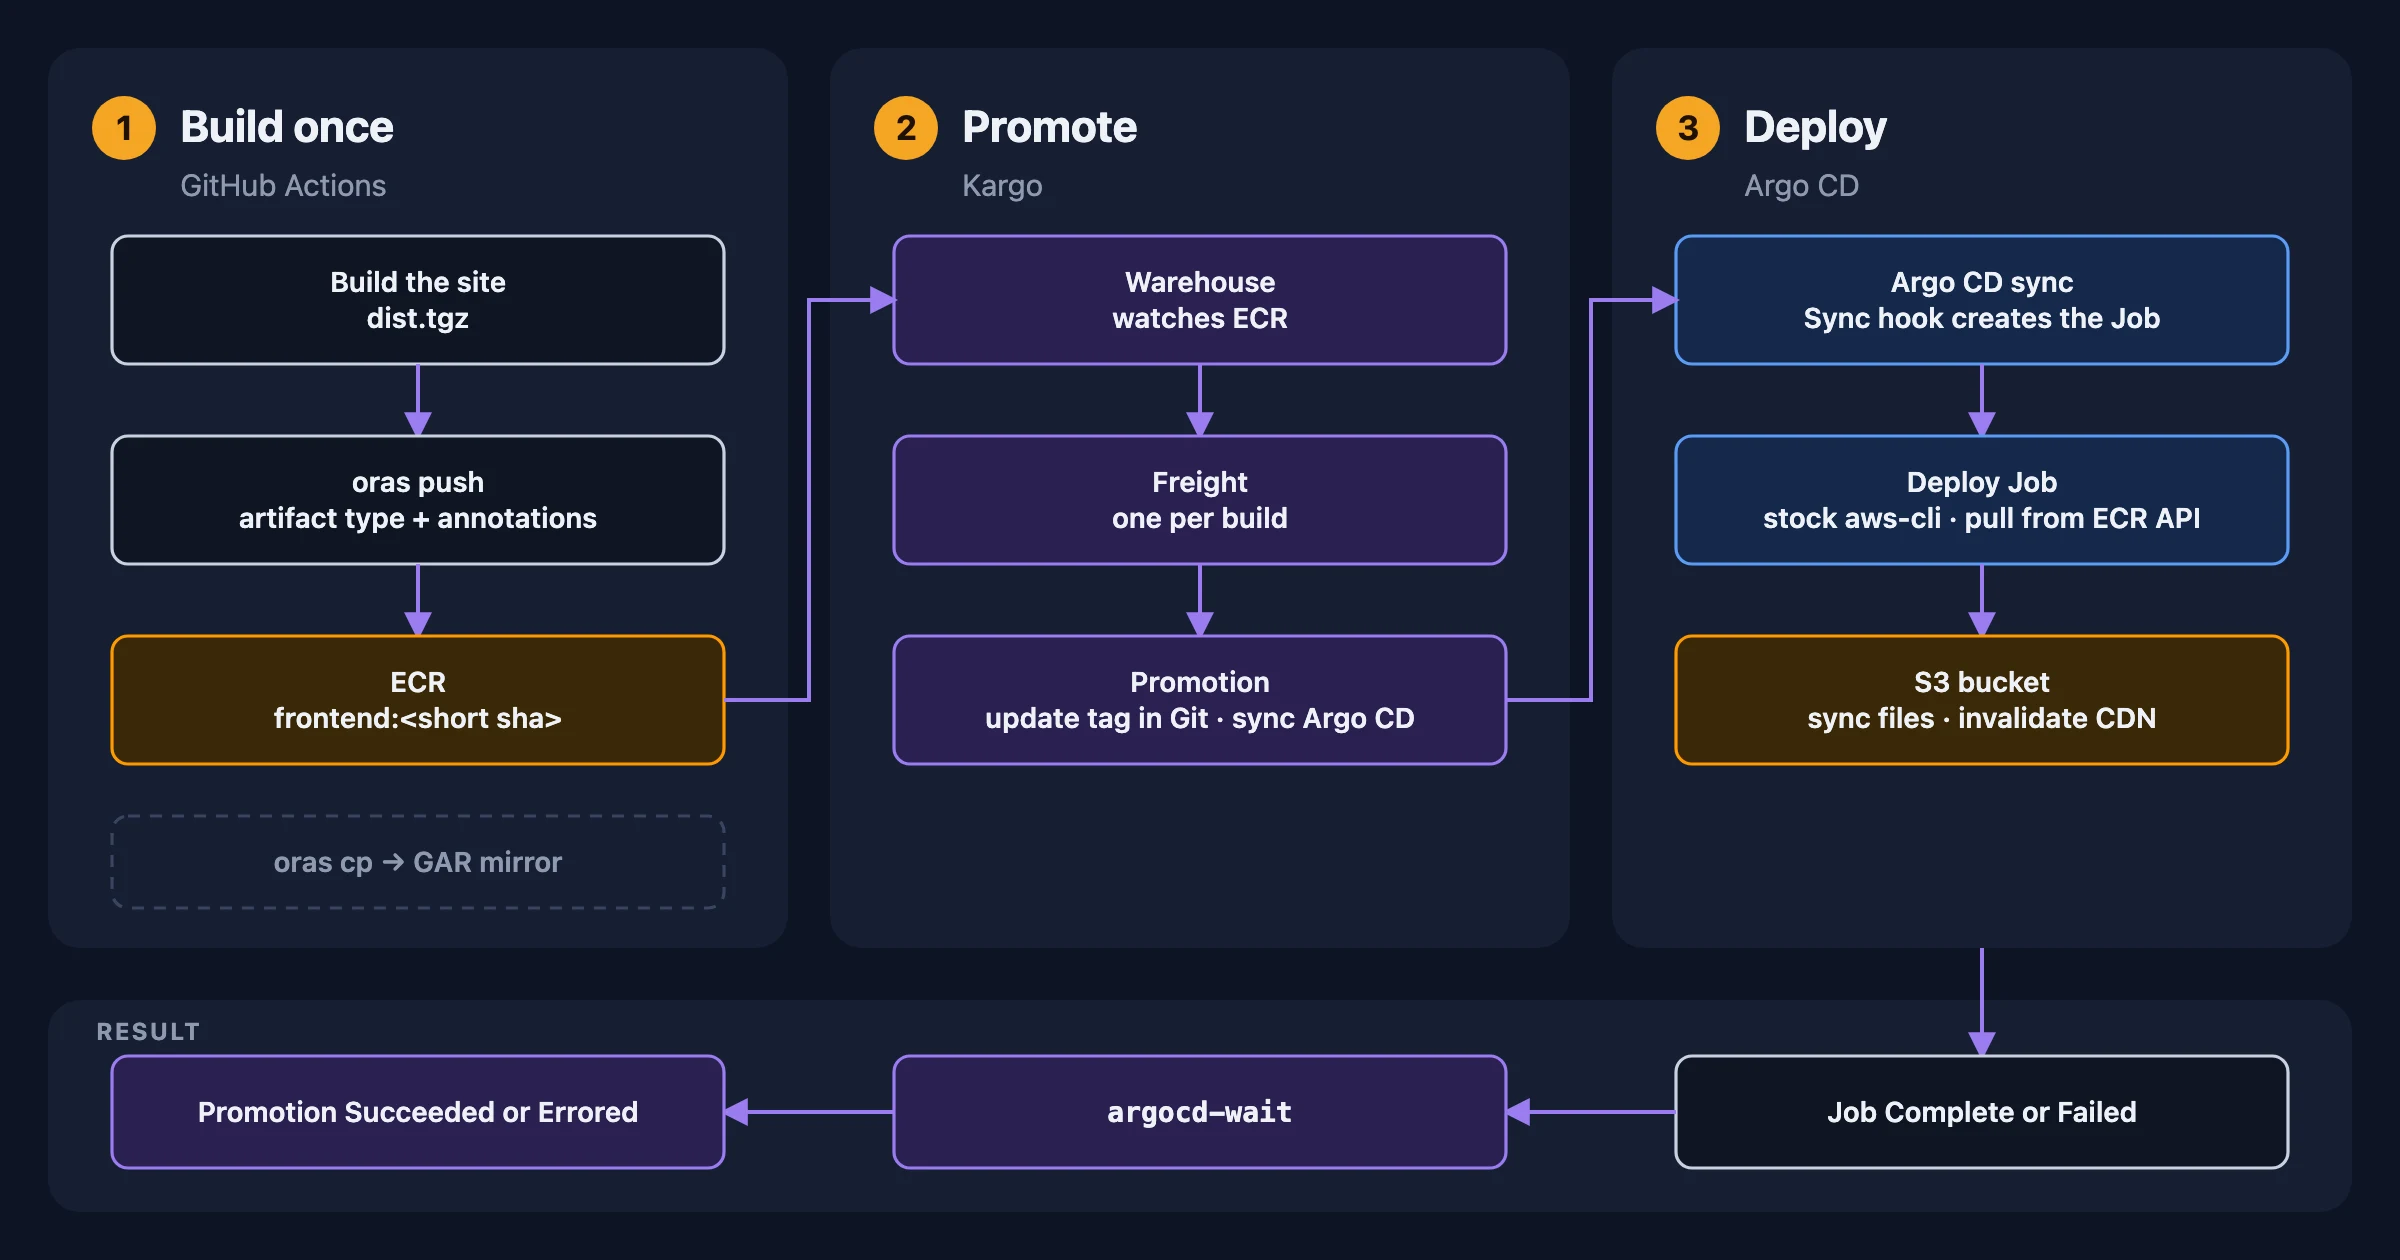 1
Build once
GitHub Actions
Build the site
dist.tgz
oras push
artifact type + annotations
ECR
frontend:<short sha>
oras cp → GAR mirror
2
Promote
Kargo
Warehouse
watches ECR
Freight
one per build
Promotion
update tag in Git · sync Argo CD
3
Deploy
Argo CD
Argo CD sync
Sync hook creates the Job
Deploy Job
stock aws-cli · pull from ECR API
S3 bucket
sync files · invalidate CDN
RESULT
Promotion Succeeded or Errored
argocd-wait
Job Complete or Failed